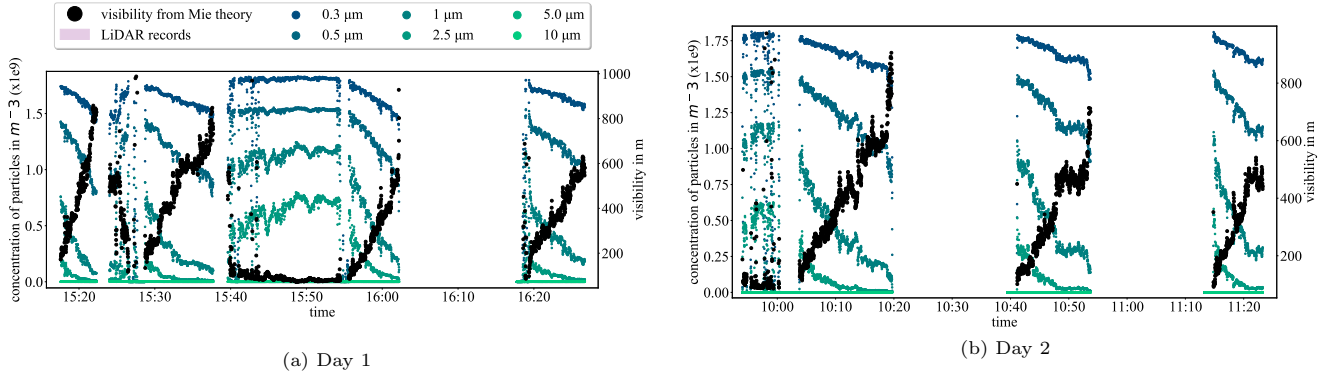 visibility from Mie theory
LiDAR records
0.3 μm
0.5 μm
1 μm
2.5 μm
5.0 μm
10 μm
concentration of particles in m − 3 (x1e9)
1.5
1.0
0.5
0.0
1000
800
600
400
200
visibility in m
15:20
15:30
15:40
15:50
16:00
16:10
16:20
time
(a) Day 1
concentration of particles in m − 3 (x1e9)
1.75
1.50
1.25
1.00
0.75
0.50
0.25
0.00
800
600
400
200
visibility in m
10:00
10:10
10:20
10:30
10:40
10:50
11:00
11:10
11:20
time
(b) Day 2